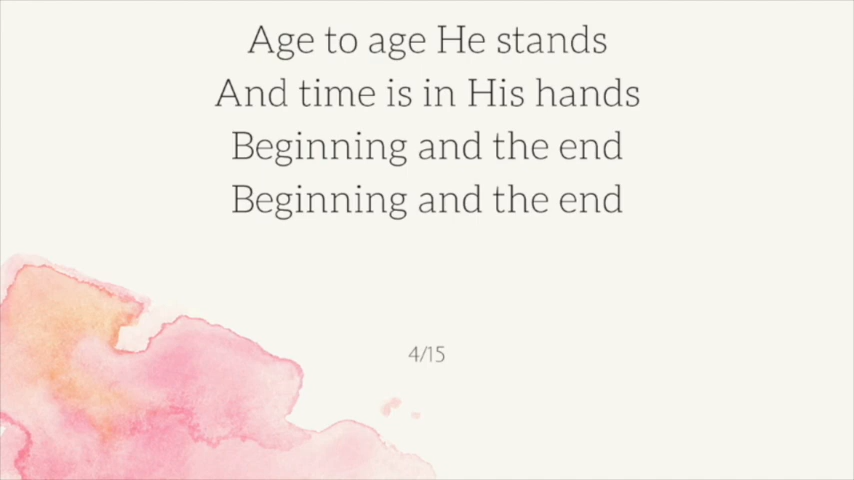 Age to age He stands
And time is in His hands
Beginning and the end
Beginning and the end
4/15